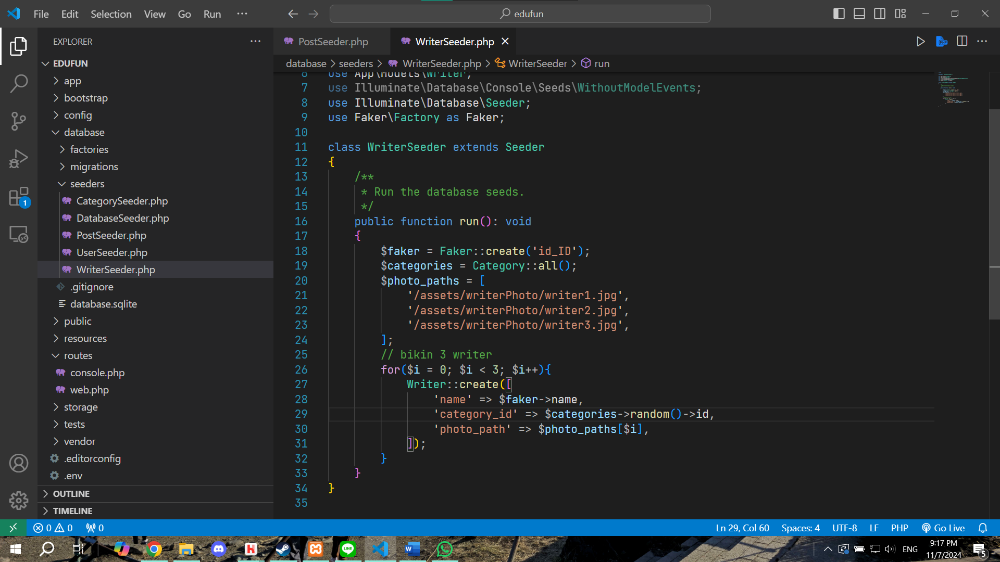 File Edit Selection View Go Run ···
edufun
EXPLORER
EDUFUN
app
bootstrap
config
database
factories
migrations
seeders
CategorySeeder.php
DatabaseSeeder.php
PostSeeder.php
UserSeeder.php
WriterSeeder.php
.gitignore
database.sqlite
public
resources
routes
console.php
web.php
storage
tests
vendor
.editorconfig
.env
OUTLINE
TIMELINE
1
PostSeeder.php WriterSeeder.php
database > seeders > WriterSeeder.php > WriterSeeder > run
6 use App\Models\Writer;
7 use Illuminate\Database\Console\Seeds\WithoutModelEvents;
8 use Illuminate\Database\Seeder;
9 use Faker\Factory as Faker;
10
11 class WriterSeeder extends Seeder
12 {
13 /**
14 * Run the database seeds.
15 */
16 public function run(): void
17 {
18 $faker = Faker::create('id_ID');
19 $categories = Category::all();
20 $photo_paths = [
21 '/assets/writerPhoto/writer1.jpg',
22 '/assets/writerPhoto/writer2.jpg',
23 '/assets/writerPhoto/writer3.jpg',
24 ];
25 // bikin 3 writer
26 for($i = 0; $i < 3; $i++){
27 Writer::create([
28 'name' => $faker->name,
29 'category_id' => $categories->random()->id,
30 'photo_path' => $photo_paths[$i],
31 ]);
32 }
33 }
34 }
35
0 0 0 Ln 29, Col 60 Spaces: 4 UTF-8 LF PHP Go Live
LINE
ENG
9:17 PM
11/7/2024
5